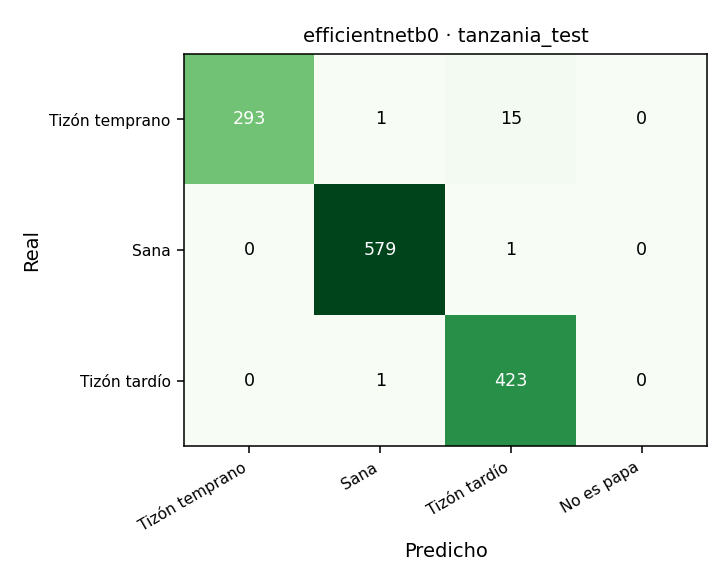 efficientnetb0 · tanzania_test
Real
Tizón temprano 293 1 15 0
Sana 0 579 1 0
Tizón tardío 0 1 423 0
Tizón temprano Sana Tizón tardío No es papa
Predicho